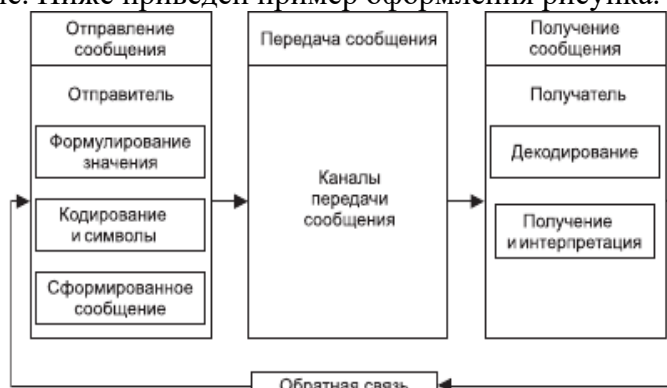 ис. Ниже приведен пример оформления рисунка.
Отправление
сообщения
Отправитель
Формулирование
значения
Кодирование
и символы
Сформированное
сообщение
Передача сообщения
Каналы
передачи
сообщения
Получение
сообщения
Получатель
Декодирование
Получение
и интерпретация
Обратная связь